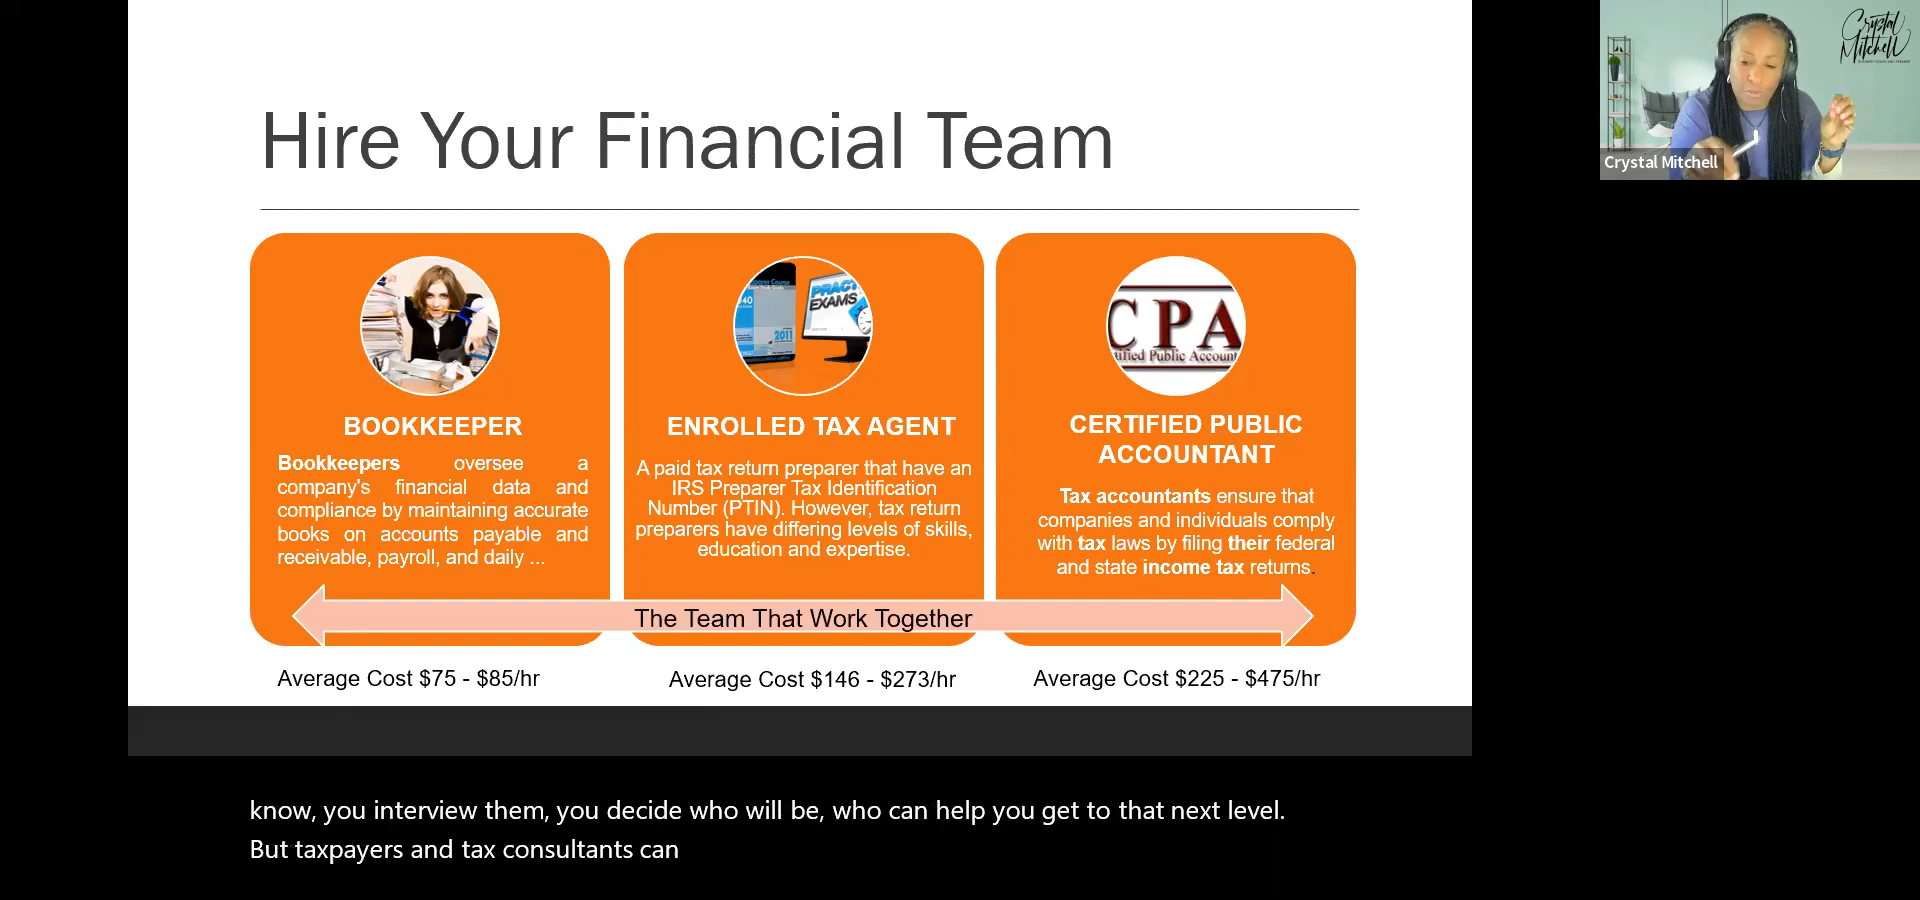 Hire Your Financial Team
Crystal
Mitchell
Crystal Mitchell
PRACT
EXAMS
2011
CPA
BOOKKEEPER
Bookkeepers oversee a
company's financial data and
compliance by maintaining accurate
books on accounts payable and
receivable, payroll, and daily ...
ENROLLED TAX AGENT
A paid tax return preparer that have an
IRS Preparer Tax Identification
Number (PTIN). However, tax return
preparers have differing levels of skills,
education and expertise.
CERTIFIED PUBLIC
ACCOUNTANT
Tax accountants ensure that
companies and individuals comply
with tax laws by filing their federal
and state income tax returns.
The Team That Work Together
Average Cost $75 - $85/hr
Average Cost $146 - $273/hr
Average Cost $225 - $475/hr
know, you interview them, you decide who will be, who can help you get to that next level.
But taxpayers and tax consultants can